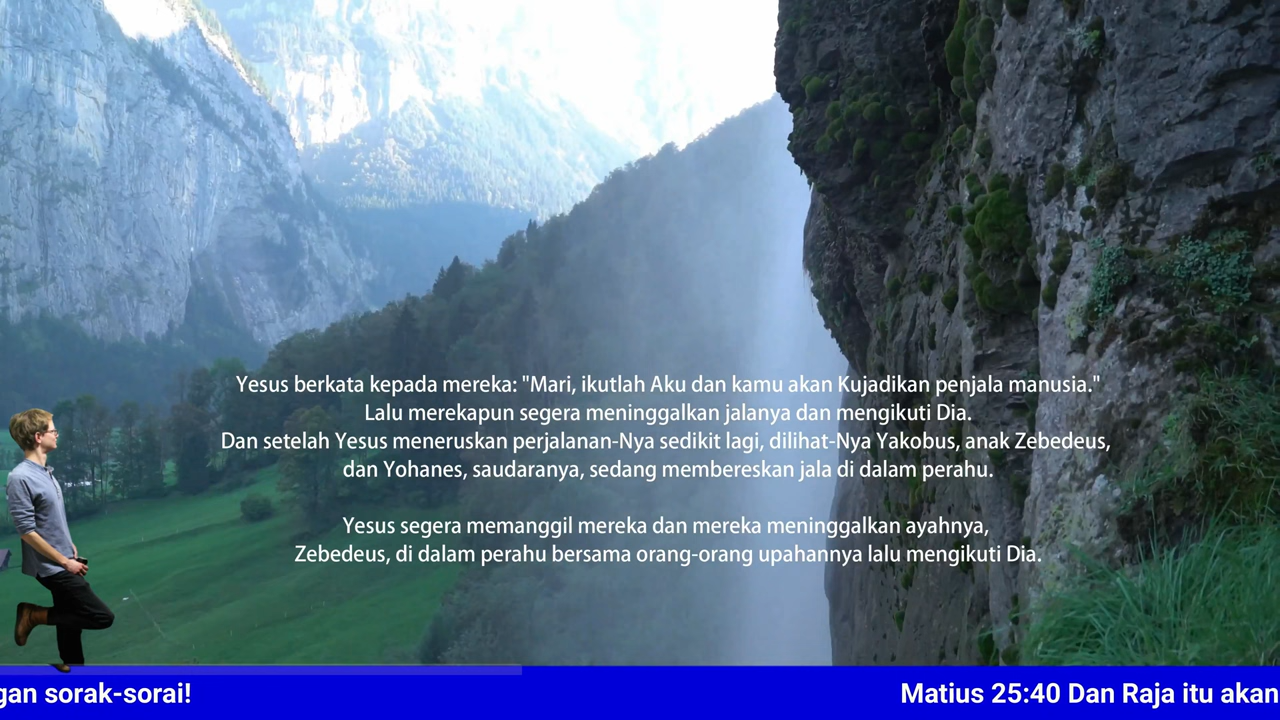 Yesus berkata kepada mereka: "Mari, ikutlah Aku dan kamu akan Kujadikan penjala manusia."
Lalu merekapun segera meninggalkan jalanya dan mengikuti Dia.
Dan setelah Yesus meneruskan perjalanan-Nya sedikit lagi, dilihat-Nya Yakobus, anak Zebedeus,
dan Yohanes, saudaranya, sedang membereskan jala di dalam perahu.
Yesus segera memanggil mereka dan mereka meninggalkan ayahnya,
Zebedeus, di dalam perahu bersama orang-orang upahannya lalu mengikuti Dia.
gan sorak-sorai!
Matius 25:40 Dan Raja itu akan